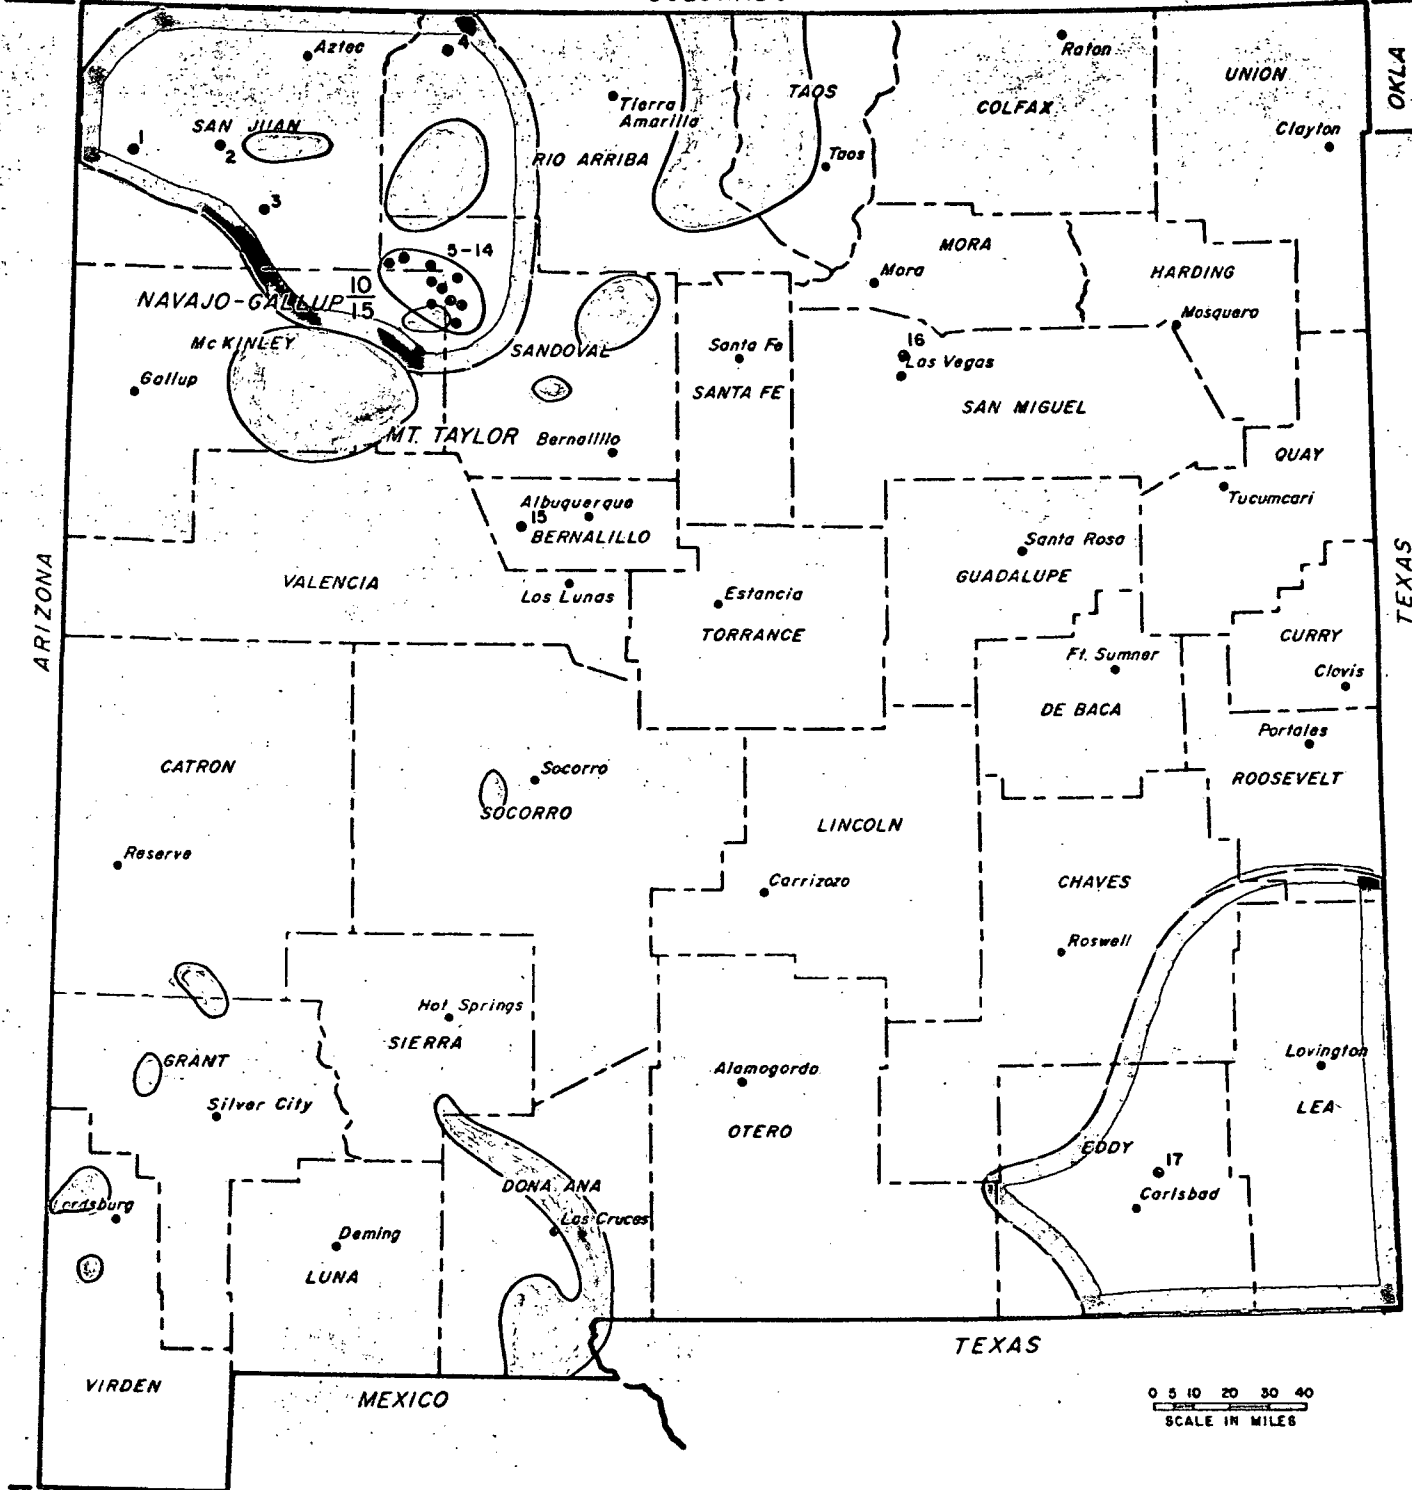 Aztec
4
Raton
UNION
OKLA
TAOS
COLFAX
Tierra
Amarilla
SAN JUAN
1
2
Clayton
RIO ARRIBA
Taos
3
5-14
MORA
Mora
HARDING
NAVAJO-GALLUP 10
15
Mosquero
Mc KINLEY
SANDOVAL
Santa Fe
16
Las Vegas
Gallup
SANTA FE
SAN MIGUEL
MT. TAYLOR
Bernalillo
QUAY
Tucumcari
Albuquerque
15
BERNALILLO
Santa Rosa
GUADALUPE
ARIZONA
TEXAS
VALENCIA
Los Lunas
Estancia
TORRANCE
CURRY
Ft. Sumner
Clovis
DE BACA
Portales
CATRON
Socorro
ROOSEVELT
SOCORRO
LINCOLN
Reserve
Carrizozo
CHAVES
Roswell
Hot Springs
SIERRA
GRANT
Lovington
Alamogordo
Silver City
LEA
OTERO
EDDY
17
DONA ANA
Carlsbad
Lordsburg
Las Cruces
Deming
LUNA
TEXAS
VIRDEN
MEXICO
0 5 10 20 30 40
SCALE IN MILES